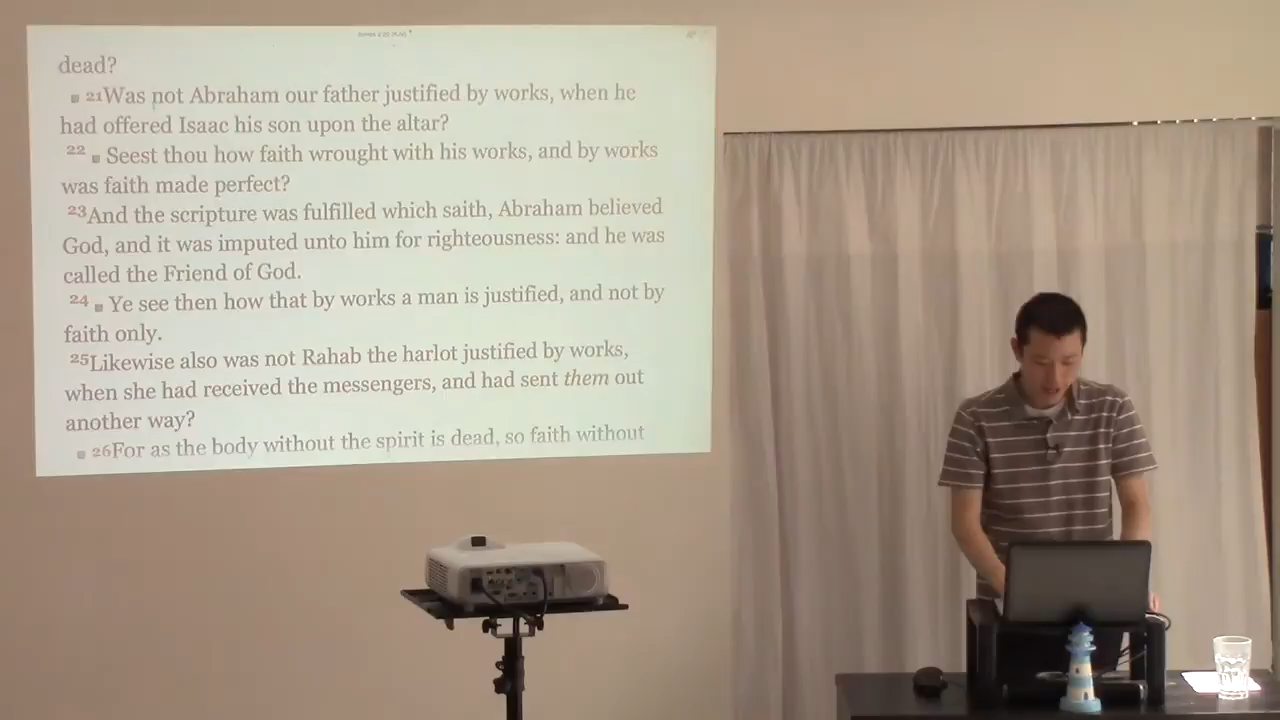 dead?
21Was not Abraham our father justified by works, when he
had offered Isaac his son upon the altar?
22 Seest thou how faith wrought with his works, and by works
was faith made perfect?
23And the scripture was fulfilled which saith, Abraham believed
God, and it was imputed unto him for righteousness: and he was
called the Friend of God.
24 Ye see then how that by works a man is justified, and not by
faith only.
25Likewise also was not Rahab the harlot justified by works,
when she had received the messengers, and had sent them out
another way?
26For as the body without the spirit is dead, so faith without